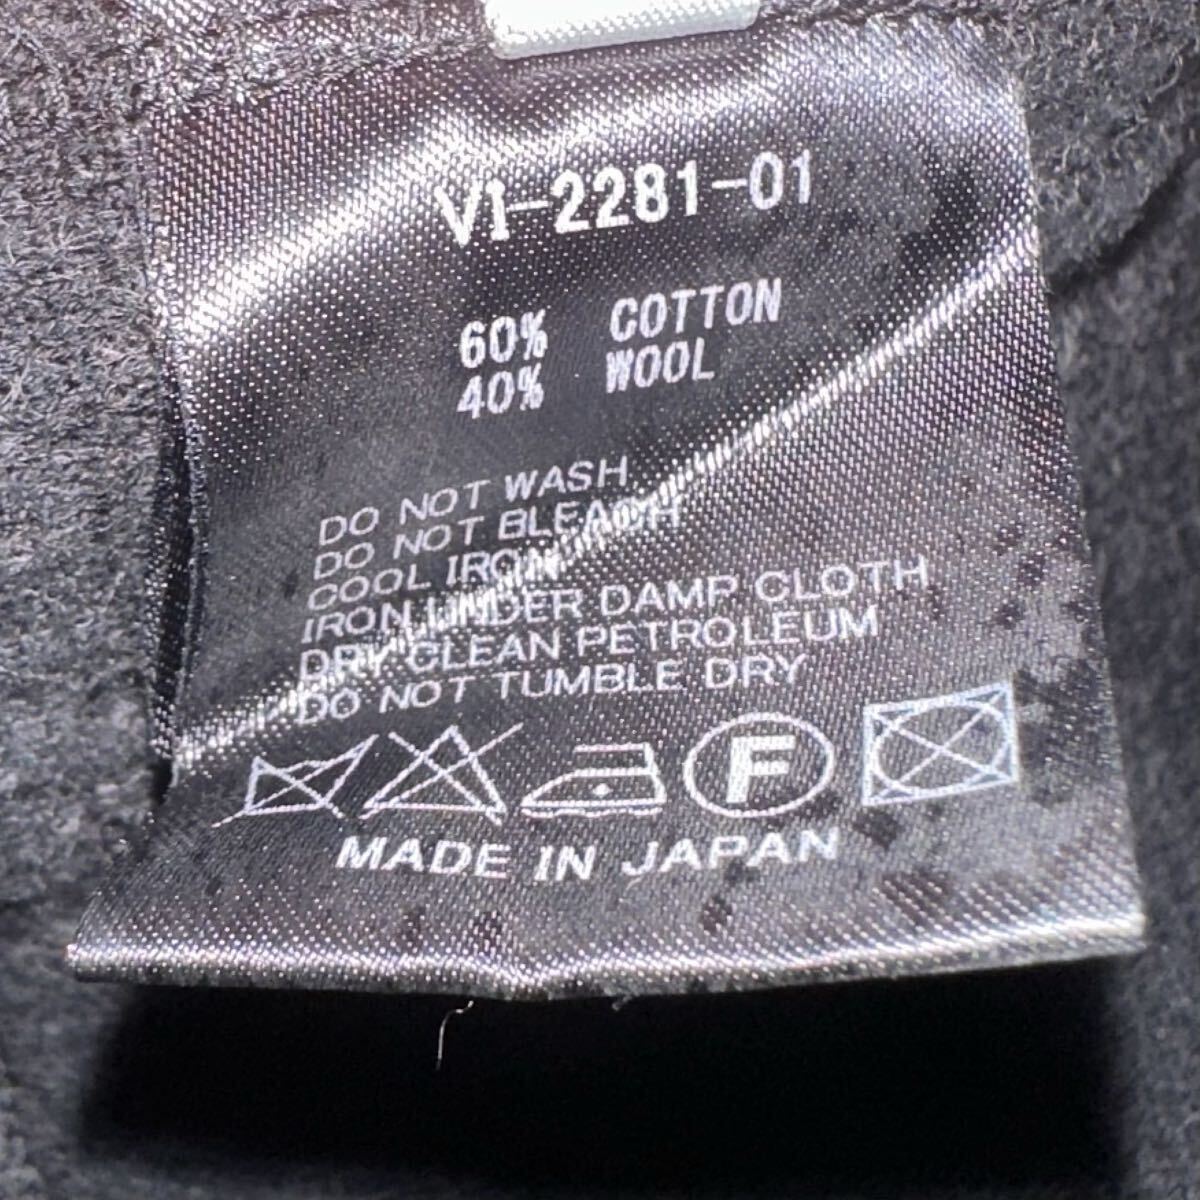 VI-2281-01
60% COTTON
40% WOOL
DO NOT WASH
DO NOT BLEACH
COOL IRON
IRON UNDER DAMP CLOTH
DRY CLEAN PETROLEUM
DO NOT TUMBLE DRY
F
MADE IN JAPAN